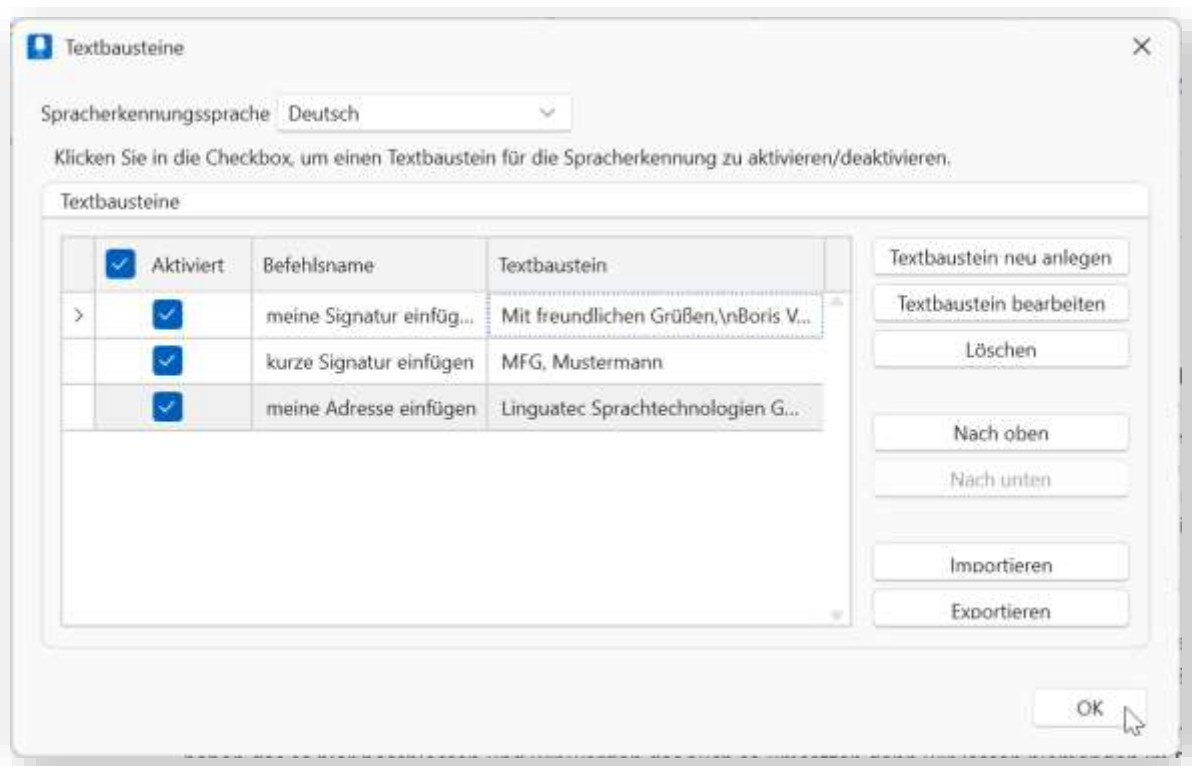 Textbausteine
Spracherkennungssprache Deutsch
Klicken Sie in die Checkbox, um einen Textbaustein für die Spracherkennung zu aktivieren/deaktivieren.
Textbausteine
Aktiviert Befehlsname Textbaustein
meine Signatur einfüg... Mit freundlichen Grüßen,\nBoris V...
kurze Signatur einfügen MFG, Mustermann
meine Adresse einfügen Linguatec Sprachtechnologien G...
Textbaustein neu anlegen
Textbaustein bearbeiten
Löschen
Nach oben
Nach unten
Importieren
Exportieren
OK